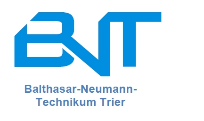 BNT
Balthasar-Neumann-
Technikum Trier